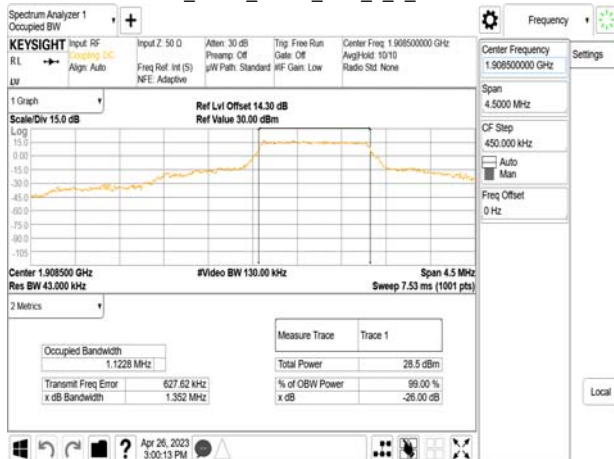 Spectrum Analyzer 1
Occupied BW
Frequency
KEYSIGHT
Input: RF
Coupling: DC
Align: Auto
Input Z: 50 Ω
Freq Ref: Int (S)
NFE: Adaptive
Atten: 30 dB
Preamp: Off
µW Path: Standard
Trig: Free Run
Gate: Off
#IF Gain: Low
Center Freq: 1.908500000 GHz
Avg|Hold: 10/10
Radio Std: None
RL
Center Frequency
1.908500000 GHz
Settings
Span
4.5000 MHz
CF Step
450.000 kHz
Auto
Man
Freq Offset
0 Hz
Local
1 Graph
Scale/Div 15.0 dB
Ref Lvl Offset 14.30 dB
Ref Value 30.00 dBm
Log
15.0
0.00
-15.0
-30.0
-45.0
-60.0
-75.0
-90.0
-105
Center 1.908500 GHz
Res BW 43.000 kHz
#Video BW 130.00 kHz
Span 4.5 MHz
Sweep 7.53 ms (1001 pts)
2 Metrics
Measure Trace
Trace 1
Occupied Bandwidth
1.1228 MHz
Total Power
28.5 dBm
Transmit Freq Error
627.62 kHz
% of OBW Power
99.00 %
x dB Bandwidth
1.352 MHz
x dB
-26.00 dB
?
Apr 26, 2023
3:00:13 PM